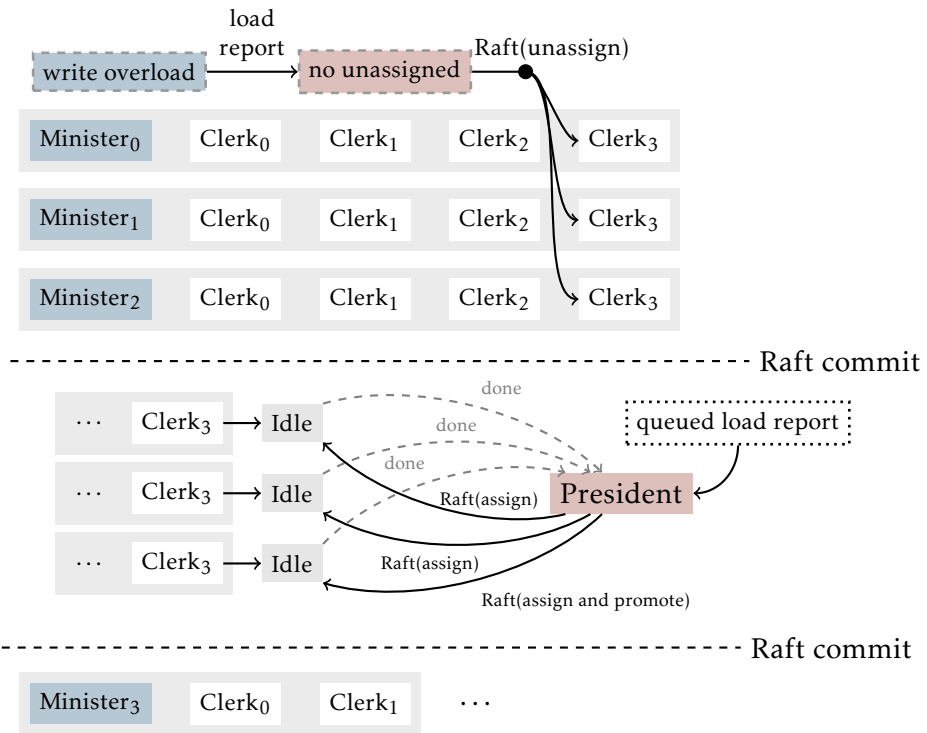 load
report
write overload
no unassigned
Raft(unassign)
Minister₀ Clerk₀ Clerk₁ Clerk₂ Clerk₃
Minister₁ Clerk₀ Clerk₁ Clerk₂ Clerk₃
Minister₂ Clerk₀ Clerk₁ Clerk₂ Clerk₃
Raft commit
done
··· Clerk₃ Idle
done
queued load report
done
··· Clerk₃ Idle
Raft(assign)
President
··· Clerk₃ Idle
Raft(assign)
Raft(assign and promote)
Raft commit
Minister₃ Clerk₀ Clerk₁ ···